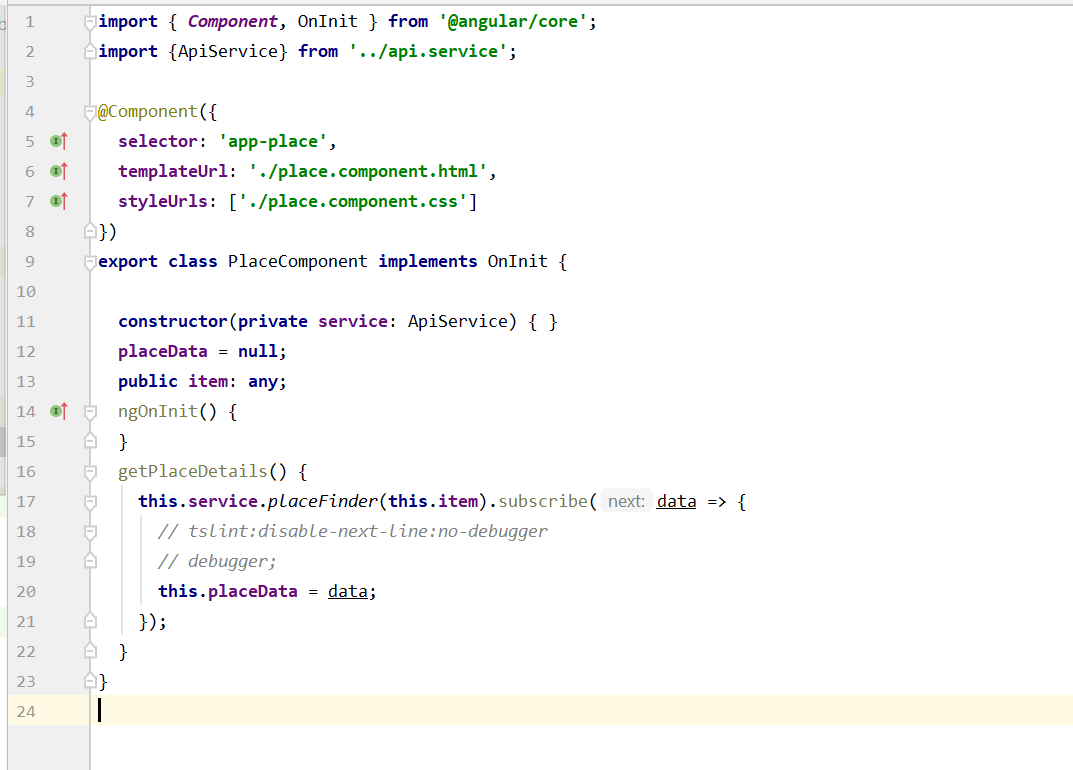 1 import { Component, OnInit } from '@angular/core';
2 import {ApiService} from '../api.service';
3
4 @Component({
5   selector: 'app-place',
6   templateUrl: './place.component.html',
7   styleUrls: ['./place.component.css']
8 })
9 export class PlaceComponent implements OnInit {
10
11   constructor(private service: ApiService) { }
12   placeData = null;
13   public item: any;
14   ngOnInit() {
15   }
16   getPlaceDetails() {
17     this.service.placeFinder(this.item).subscribe( next: data => {
18       // tslint:disable-next-line:no-debugger
19       // debugger;
20       this.placeData = data;
21     });
22   }
23 }
24